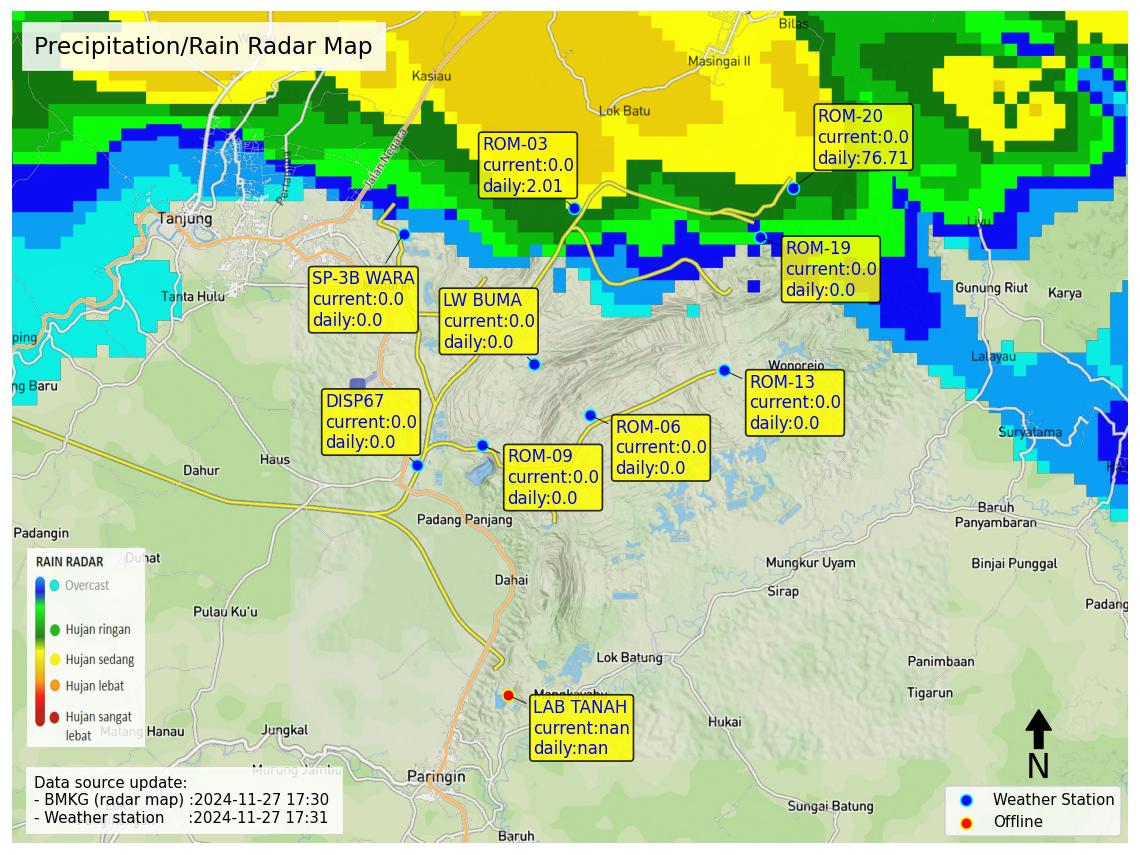 Precipitation/Rain Radar Map
Bilas
Kasiau
Masingai II
Lok Batu
Jalan Negara
Tanjung
Tanta Hulu
ROM-03
current:0.0
daily:2.01
ROM-20
current:0.0
daily:76.71
ROM-19
current:0.0
daily:0.0
SP-3B WARA
current:0.0
daily:0.0
LW BUMA
current:0.0
daily:0.0
Liyu
Gunung Riut
Karya
Lalayau
Wonorejo
ping
ng Baru
DISP67
current:0.0
daily:0.0
ROM-13
current:0.0
daily:0.0
ROM-06
current:0.0
daily:0.0
ROM-09
current:0.0
daily:0.0
Suryatama
Dahur
Haus
Padang Panjang
Baruh
Panyambaran
Padangin
Duhat
Dahai
Mungkur Uyam
Binjai Punggal
Sirap
Padang
Pulau Ku'u
RAIN RADAR
Overcast
Hujan ringan
Hujan sedang
Hujan lebat
Hujan sangat
lebat
Lok Batung
Panimbaan
Tigarun
Mangkayahu
LAB TANAH
current:nan
daily:nan
Hukai
Matang Hanau
Jungkal
Murung Jambu
Paringin
Sungai Batung
Baruh
N
Data source update:
- BMKG (radar map) :2024-11-27 17:30
- Weather station :2024-11-27 17:31
Weather Station
Offline